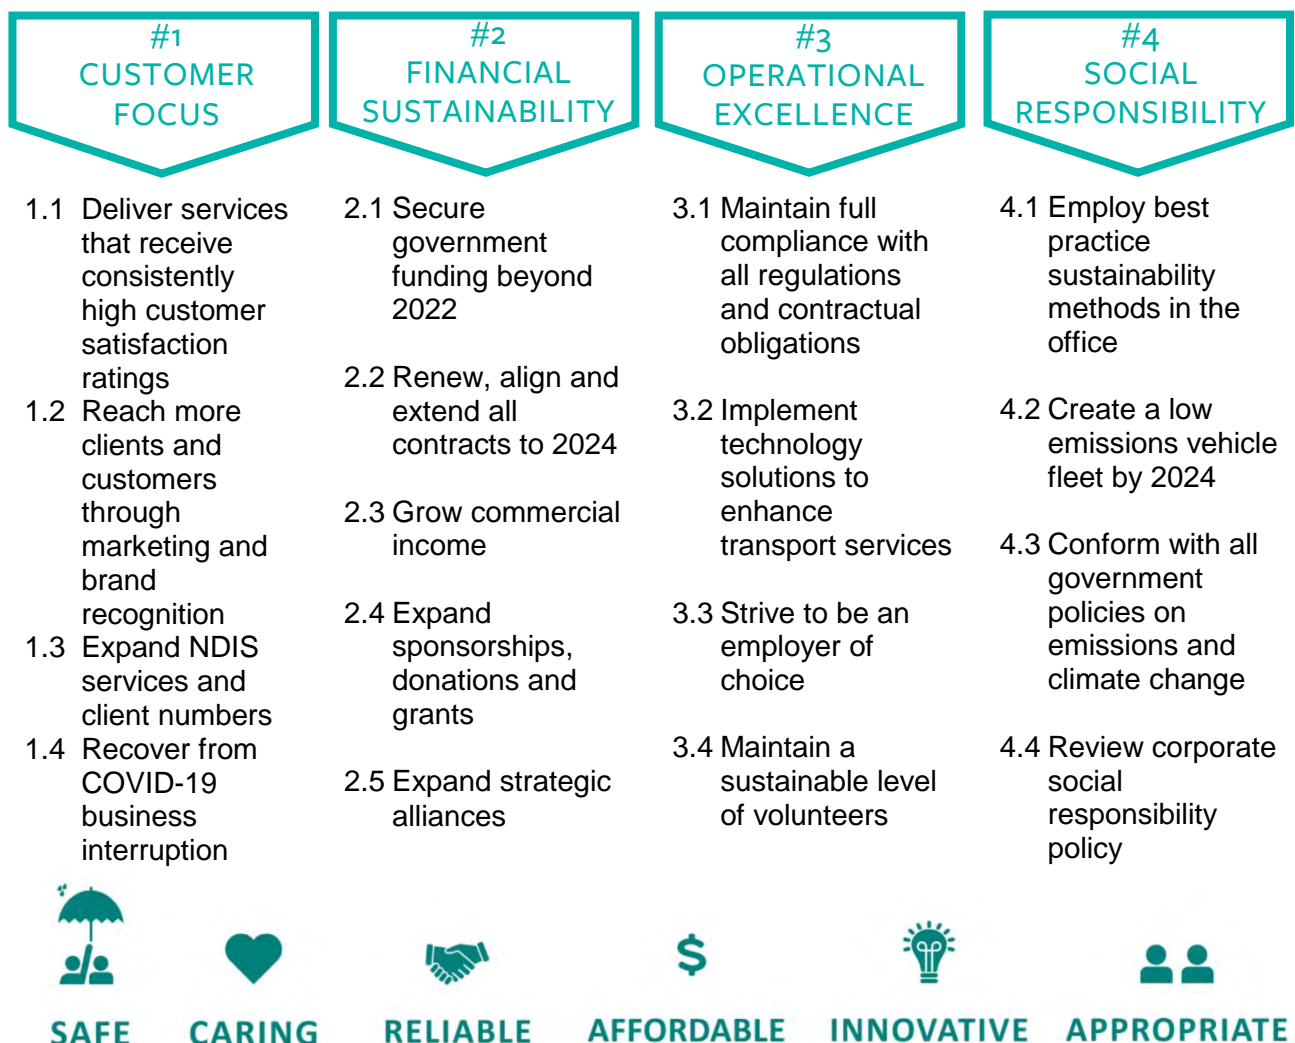 #1
CUSTOMER
FOCUS
1.1 Deliver services
that receive
consistently
high customer
satisfaction
ratings
1.2 Reach more
clients and
customers
through
marketing and
brand
recognition
1.3 Expand NDIS
services and
client numbers
1.4 Recover from
COVID-19
business
interruption
#2
FINANCIAL
SUSTAINABILITY
2.1 Secure
government
funding beyond
2022
2.2 Renew, align and
extend all
contracts to 2024
2.3 Grow commercial
income
2.4 Expand
sponsorships,
donations and
grants
2.5 Expand strategic
alliances
#3
OPERATIONAL
EXCELLENCE
3.1 Maintain full
compliance with
all regulations
and contractual
obligations
3.2 Implement
technology
solutions to
enhance
transport services
3.3 Strive to be an
employer of
choice
3.4 Maintain a
sustainable level
of volunteers
#4
SOCIAL
RESPONSIBILITY
4.1 Employ best
practice
sustainability
methods in the
office
4.2 Create a low
emissions vehicle
fleet by 2024
4.3 Conform with all
government
policies on
emissions and
climate change
4.4 Review corporate
social
responsibility
policy
$
SAFE CARING RELIABLE AFFORDABLE INNOVATIVE APPROPRIATE